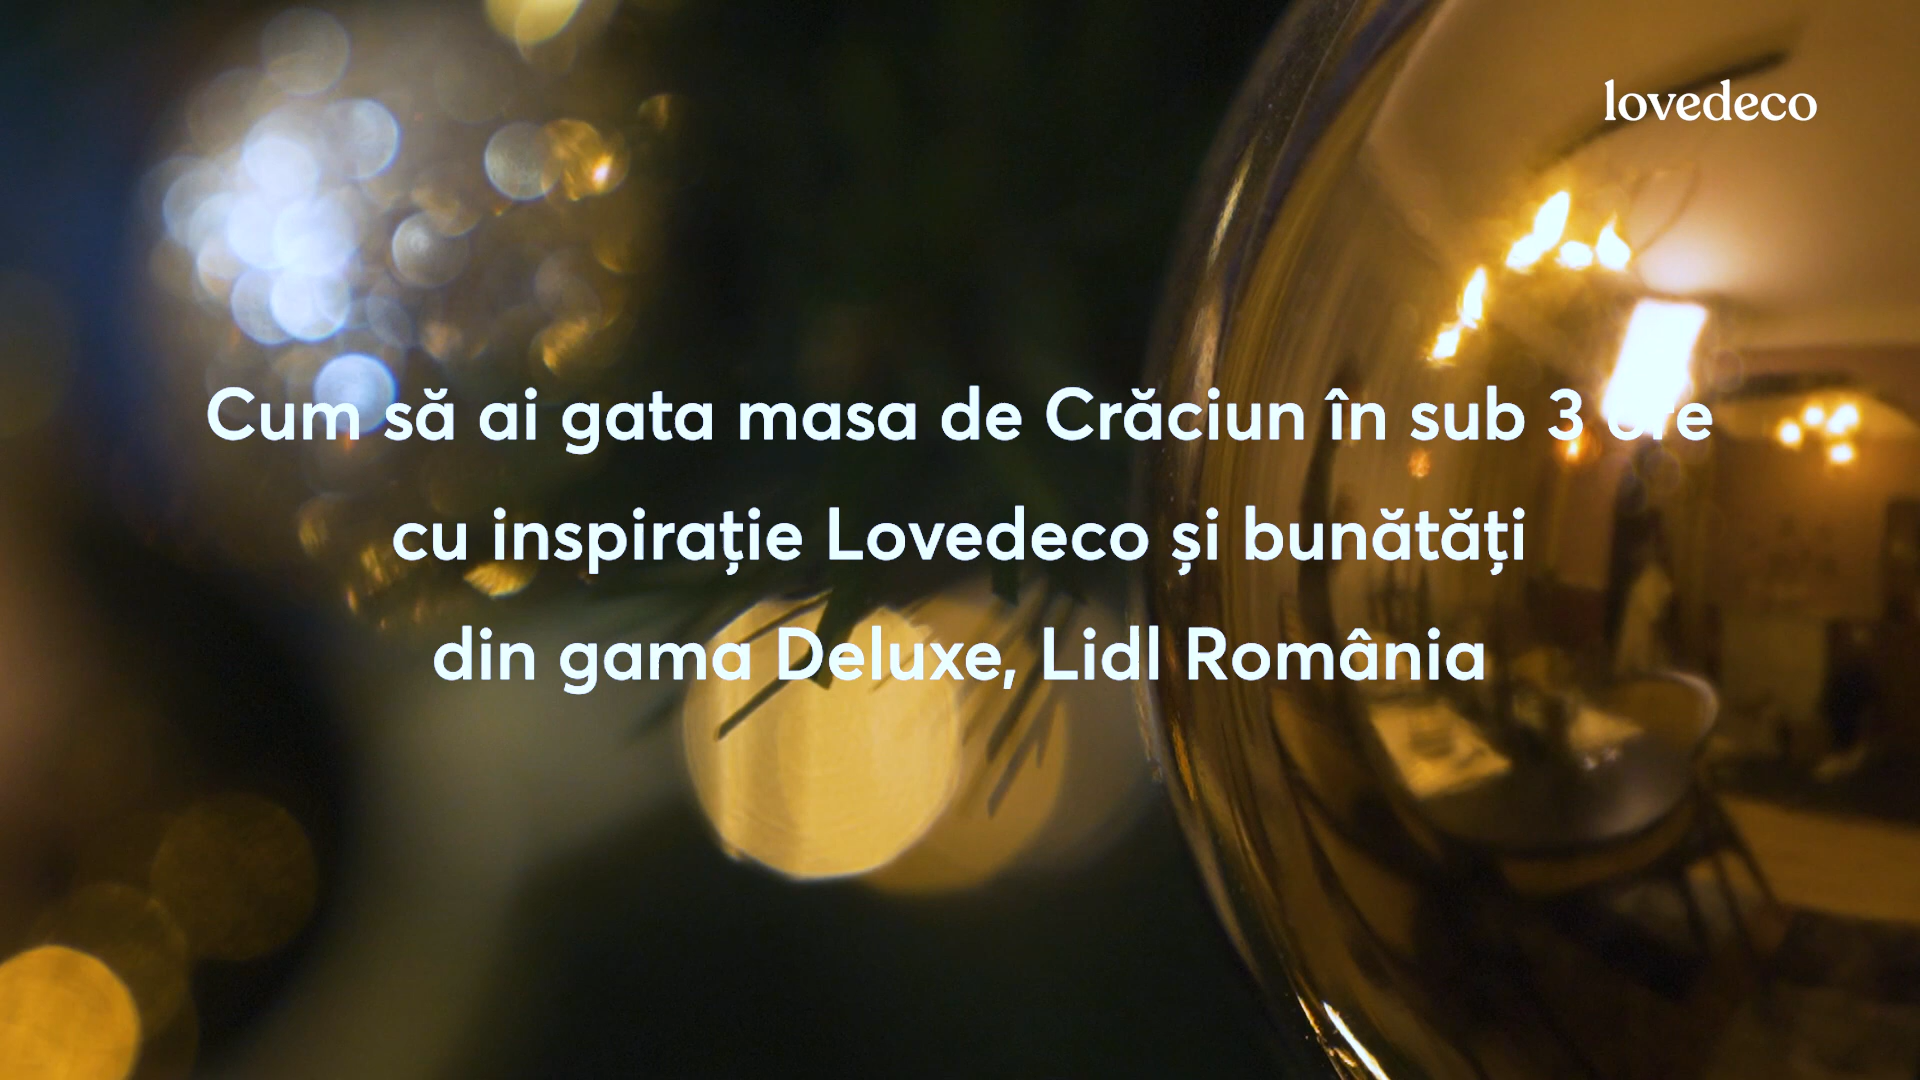 lovedeco
Cum să ai gata masa de Crăciun în sub 3 ore
cu inspirație Lovedeco și bunătăți
din gama Deluxe, Lidl România